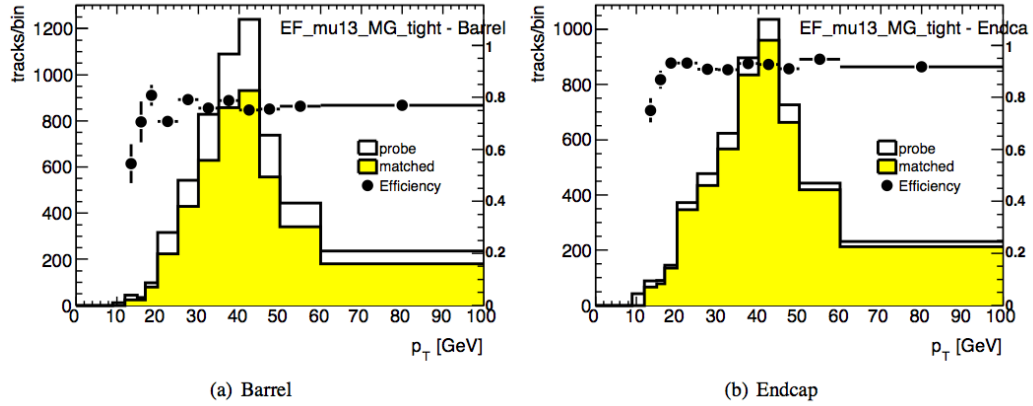 EF_mu13_MG_tight - Barrel
tracks/bin
1200
1000
800
600
400
200
0
1
0.8
0.6
0.4
0.2
0
probe
matched
Efficiency
0 10 20 30 40 50 60 70 80 90 100
p_T [GeV]
(a) Barrel
EF_mu13_MG_tight - Endca
tracks/bin
1000
800
600
400
200
0
1
0.8
0.6
0.4
0.2
0
probe
matched
Efficiency
0 10 20 30 40 50 60 70 80 90 100
p_T [GeV]
(b) Endcap